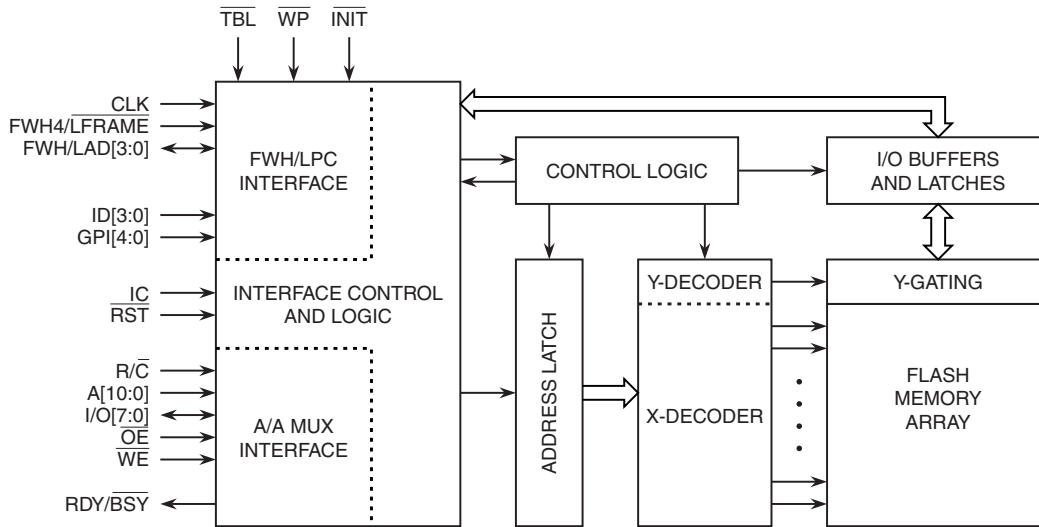 TBL WP INIT
CLK
FWH4/LFRAME
FWH/LAD[3:0]
ID[3:0]
GPI[4:0]
IC
RST
R/C
A[10:0]
I/O[7:0]
OE
WE
RDY/BSY
FWH/LPC
INTERFACE
INTERFACE CONTROL
AND LOGIC
A/A MUX
INTERFACE
CONTROL LOGIC
ADDRESS LATCH
Y-DECODER
X-DECODER
I/O BUFFERS
AND LATCHES
Y-GATING
FLASH
MEMORY
ARRAY